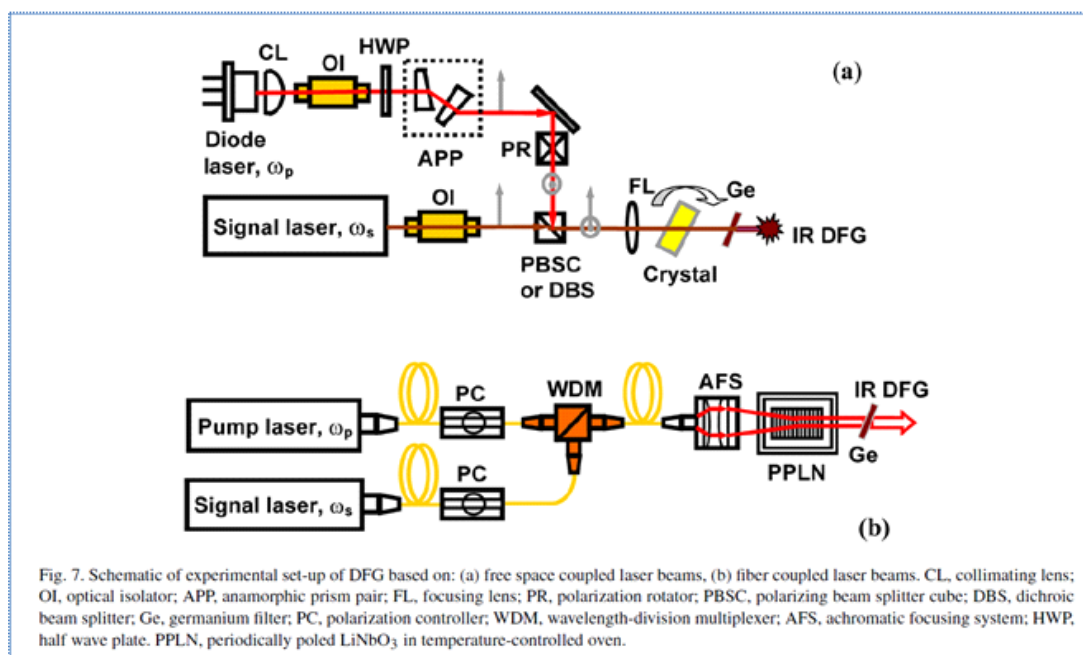 (a)
CL
OI
HWP
Diode
laser, ωp
APP
PR
OI
Signal laser, ωs
FL
Ge
PBSC
or DBS
Crystal
IR DFG
(b)
PC
WDM
AFS
IR DFG
Pump laser, ωp
PC
Signal laser, ωs
PPLN
Ge
Fig. 7. Schematic of experimental set-up of DFG based on: (a) free space coupled laser beams, (b) fiber coupled laser beams. CL, collimating lens;
OI, optical isolator; APP, anamorphic prism pair; FL, focusing lens; PR, polarization rotator; PBSC, polarizing beam splitter cube; DBS, dichroic
beam splitter; Ge, germanium filter; PC, polarization controller; WDM, wavelength-division multiplexer; AFS, achromatic focusing system; HWP,
half wave plate. PPLN, periodically poled LiNbO3 in temperature-controlled oven.